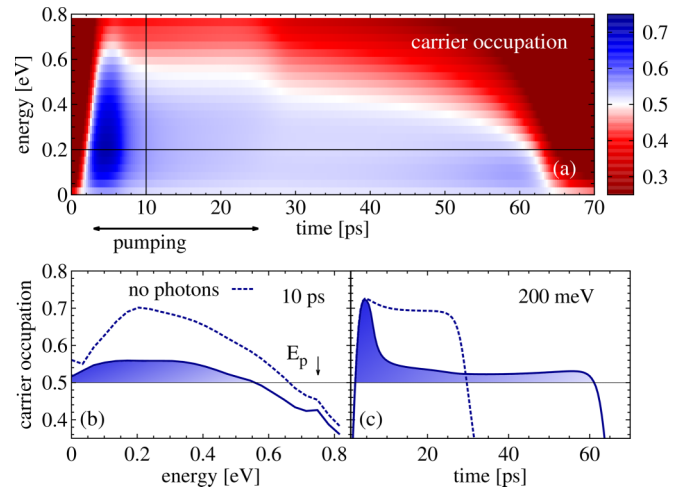 carrier occupation
energy [eV]
0.8
0.6
0.4
0.2
0
0.7
0.6
0.5
0.4
0.3
(a)
0 10 20 30 40 50 60 70
time [ps]
pumping
carrier occupation
0.8
0.7
0.6
0.5
0.4
no photons
10 ps
E_p
(b)
0 0.2 0.4 0.6 0.8
energy [eV]
200 meV
(c)
20 40 60
time [ps]